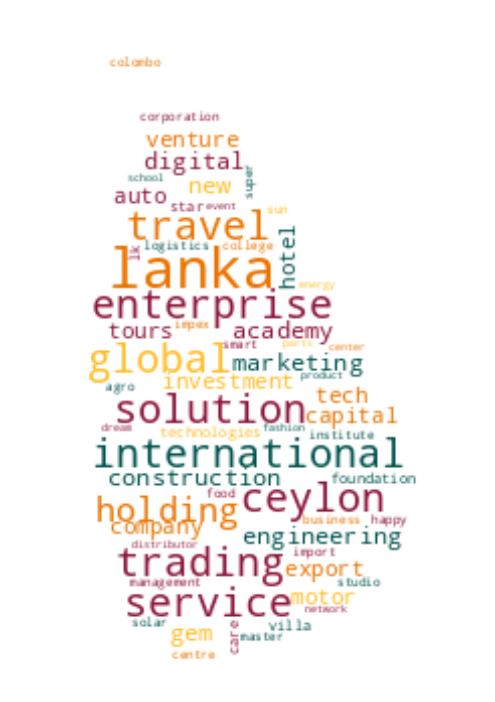 colombo
corporation
venture
digital
school
super
new
auto
star event
sun
travel
hotel
logistics college
lk
lanka
energy
enterprise
impex
tours academy
smart parts center
global
marketing
product
investment
agro
tech
solution
capital
dream
technologies fashion institute
international
construction foundation
food
ceylon
holding
business happy
company
engineering
distributor
import
trading
export
management studio
service
motor
network
solar
care
villa
gem
master
centre